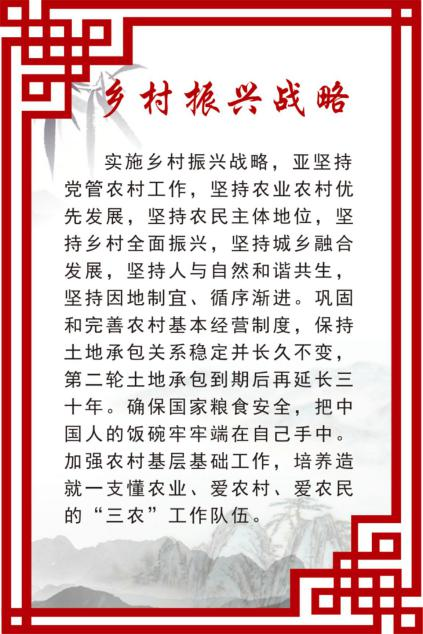 乡村振兴战略
实施乡村振兴战略，亚坚持
党管农村工作，坚持农业农村优
先发展，坚持农民主体地位，坚
持乡村全面振兴，坚持城乡融合
发展，坚持人与自然和谐共生，
坚持因地制宜、循序渐进。巩固
和完善农村基本经营制度，保持
土地承包关系稳定并长久不变，
第二轮土地承包到期后再延长三
十年。确保国家粮食安全，把中
国人的饭碗牢牢端在自己手中。
加强农村基层基础工作，培养造
就一支懂农业、爱农村、爱农民
的“三农”工作队伍。